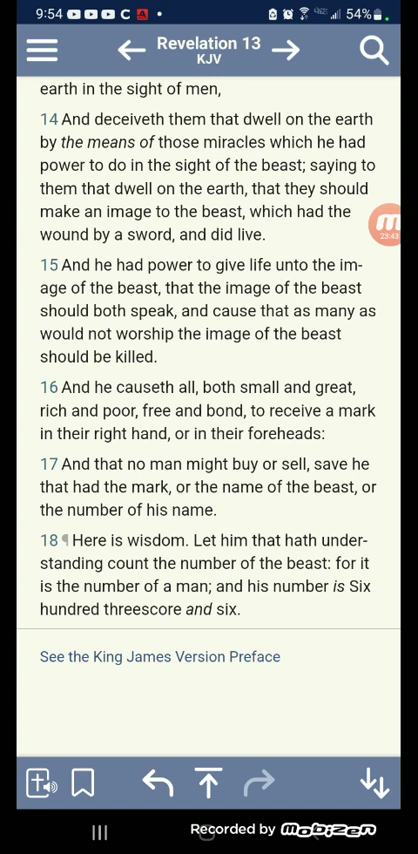 9:54
54%
Revelation 13
KJV
earth in the sight of men,
14 And deceiveth them that dwell on the earth
by the means of those miracles which he had
power to do in the sight of the beast; saying to
them that dwell on the earth, that they should
make an image to the beast, which had the
wound by a sword, and did live.
23:43
15 And he had power to give life unto the im-
age of the beast, that the image of the beast
should both speak, and cause that as many as
would not worship the image of the beast
should be killed.
16 And he causeth all, both small and great,
rich and poor, free and bond, to receive a mark
in their right hand, or in their foreheads:
17 And that no man might buy or sell, save he
that had the mark, or the name of the beast, or
the number of his name.
18 ¶ Here is wisdom. Let him that hath under-
standing count the number of the beast: for it
is the number of a man; and his number is Six
hundred threescore and six.
See the King James Version Preface
Recorded by mobizen